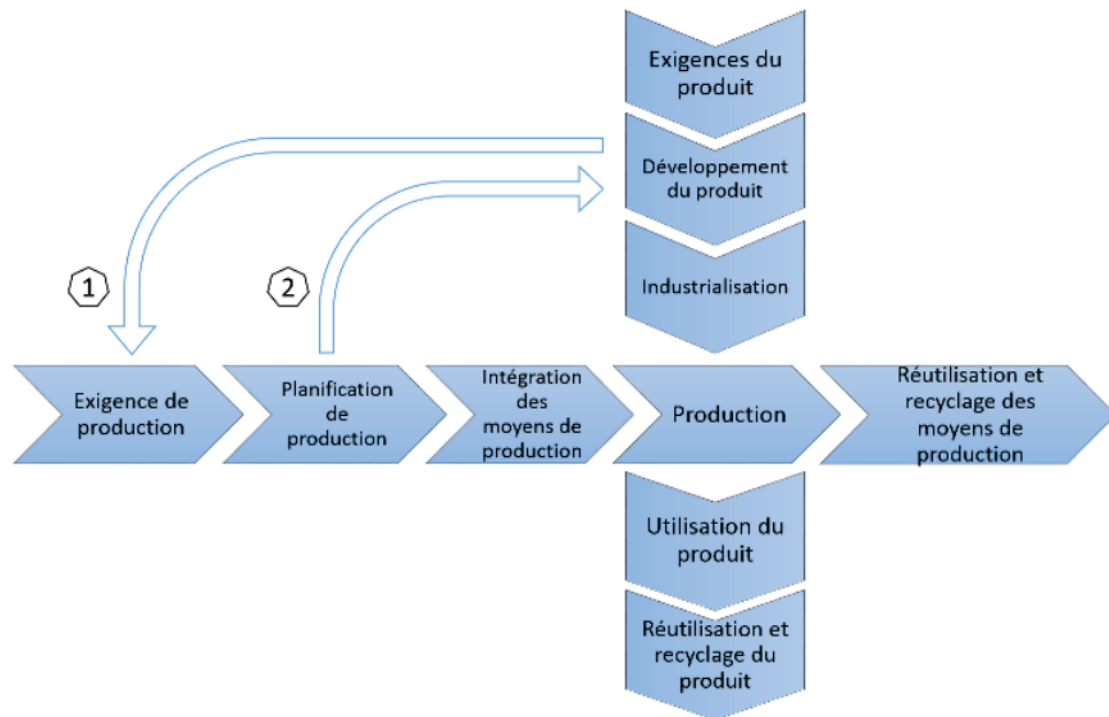 Exigences du
produit
Développement
du produit
1
2
Industrialisation
Exigence de
production
Planification
de
production
Intégration
des
moyens de
production
Production
Réutilisation et
recyclage des
moyens de
production
Utilisation du
produit
Réutilisation et
recyclage du
produit